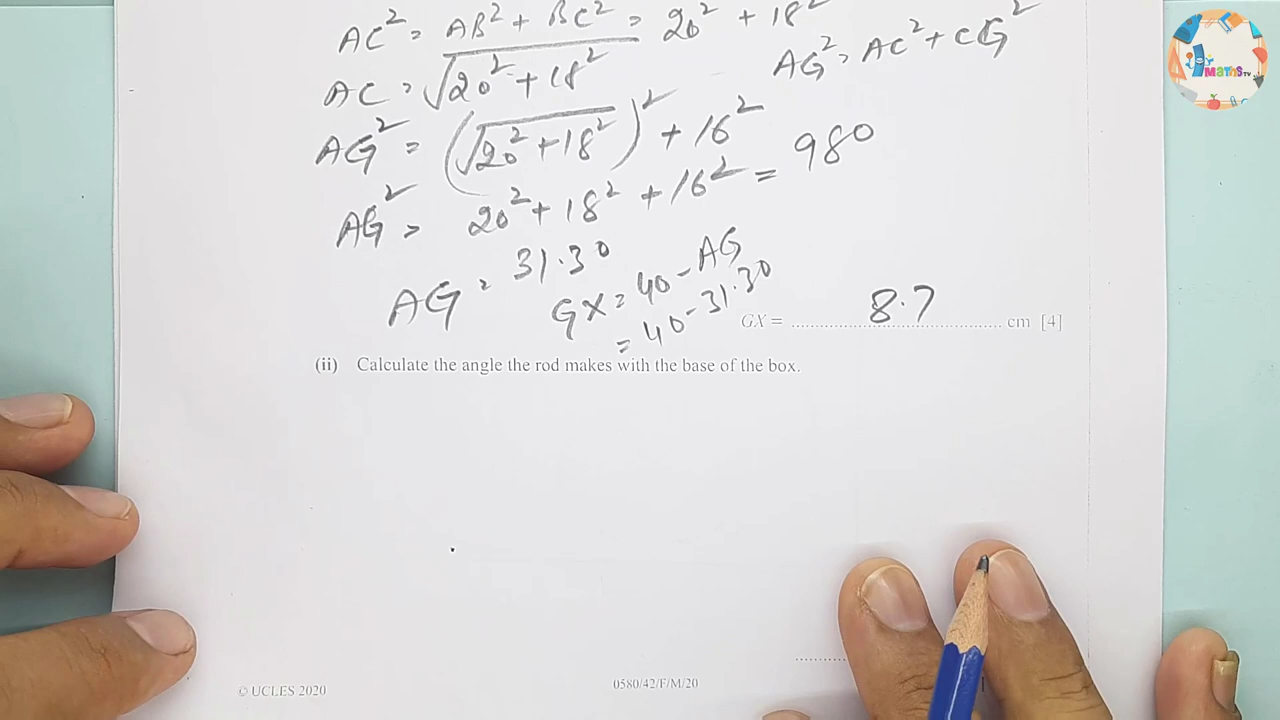 AC² = AB² + BC² = 20² + 18²
AC = √20² + 18²
AG² = AC² + CG²
AG² = (√20² + 18²)² + 16²
AG² = 20² + 18² + 16² = 980
AG = 31.30
GX = 40 - AG
= 40 - 31.30
GX = 8.7 cm [4]
(ii) Calculate the angle the rod makes with the base of the box.
© UCLES 2020
0580/42/F/M/20
MATHS TV